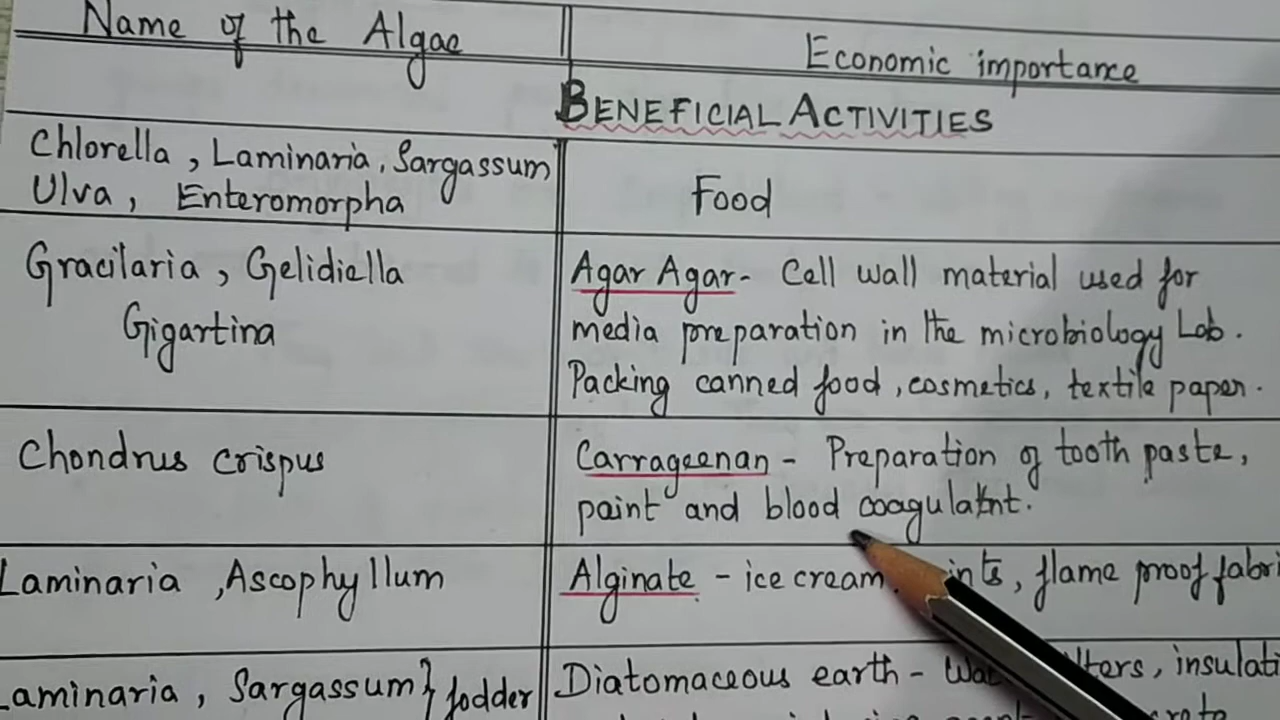 Name of the Algae
Economic importance
BENEFICIAL ACTIVITIES
Chlorella, Laminaria, Sargassum
Ulva, Enteromorpha
Food
Gracilaria, Gelidiella
Gigartina
Agar Agar - Cell wall material used for
media preparation in the microbiology Lab.
Packing canned food, cosmetics, textile paper.
Chondrus crispus
Carrageenan - Preparation of tooth paste,
paint and blood coagulant.
Laminaria, Ascophyllum
Alginate - ice cream, flame proof
Laminaria, Sargassum} fodder
Diatomaceous earth -